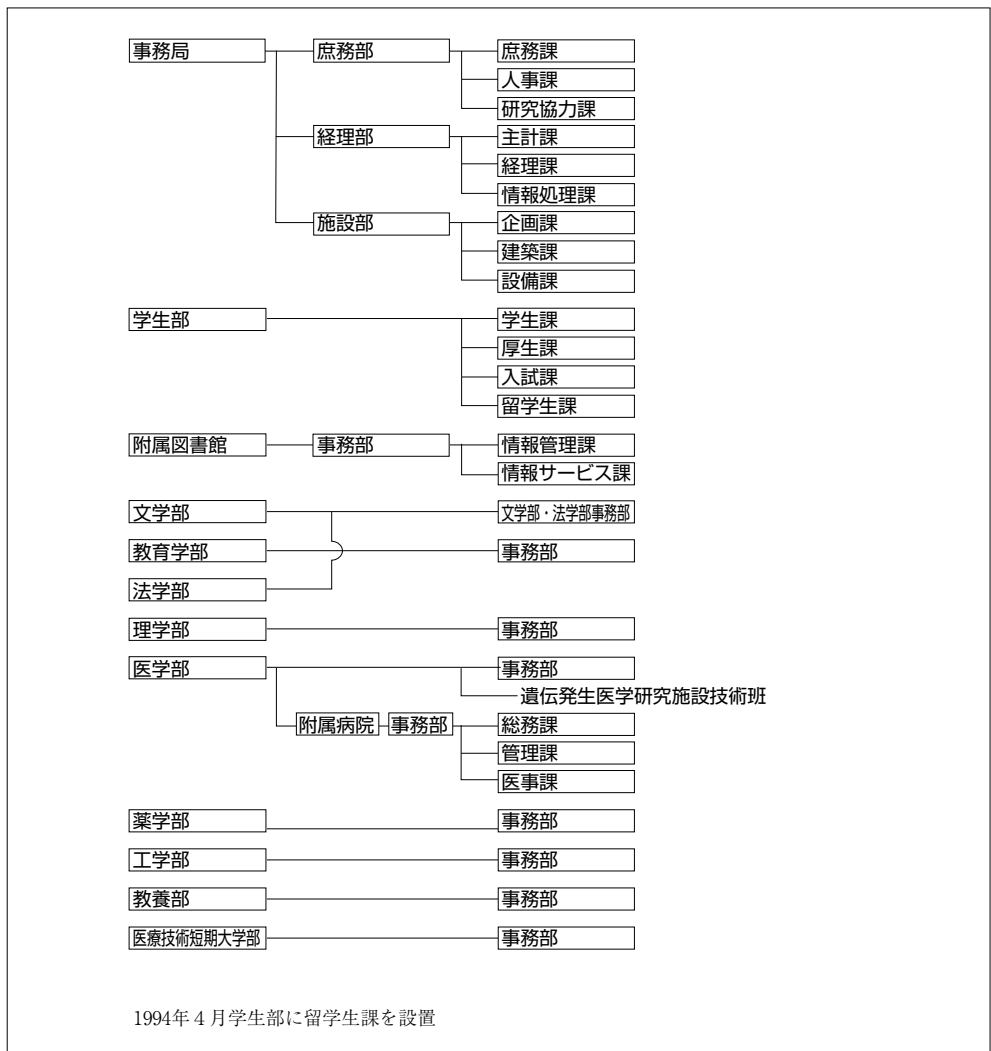 事務局 庶務部 庶務課
人事課
研究協力課
経理部 主計課
経理課
情報処理課
施設部 企画課
建築課
設備課
学生部 学生課
厚生課
入試課
留学生課
附属図書館 事務部 情報管理課
情報サービス課
文学部 文学部・法学部事務部
教育学部 事務部
法学部
理学部 事務部
医学部 事務部
遺伝発生医学研究施設技術班
附属病院 事務部 総務課
管理課
医事課
薬学部 事務部
工学部 事務部
教養部 事務部
医療技術短期大学部 事務部
1994年4月学生部に留学生課を設置